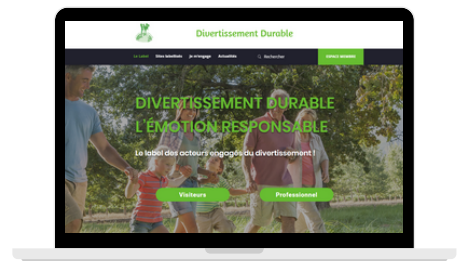 Divertissement Durable
Le Label Sites labellisés Je m'engage Actualités Rechercher ESPACE MEMBRE
DIVERTISSEMENT DURABLE
L'ÉMOTION RESPONSABLE
Le label des acteurs engagés du divertissement !
Visiteurs Professionnel